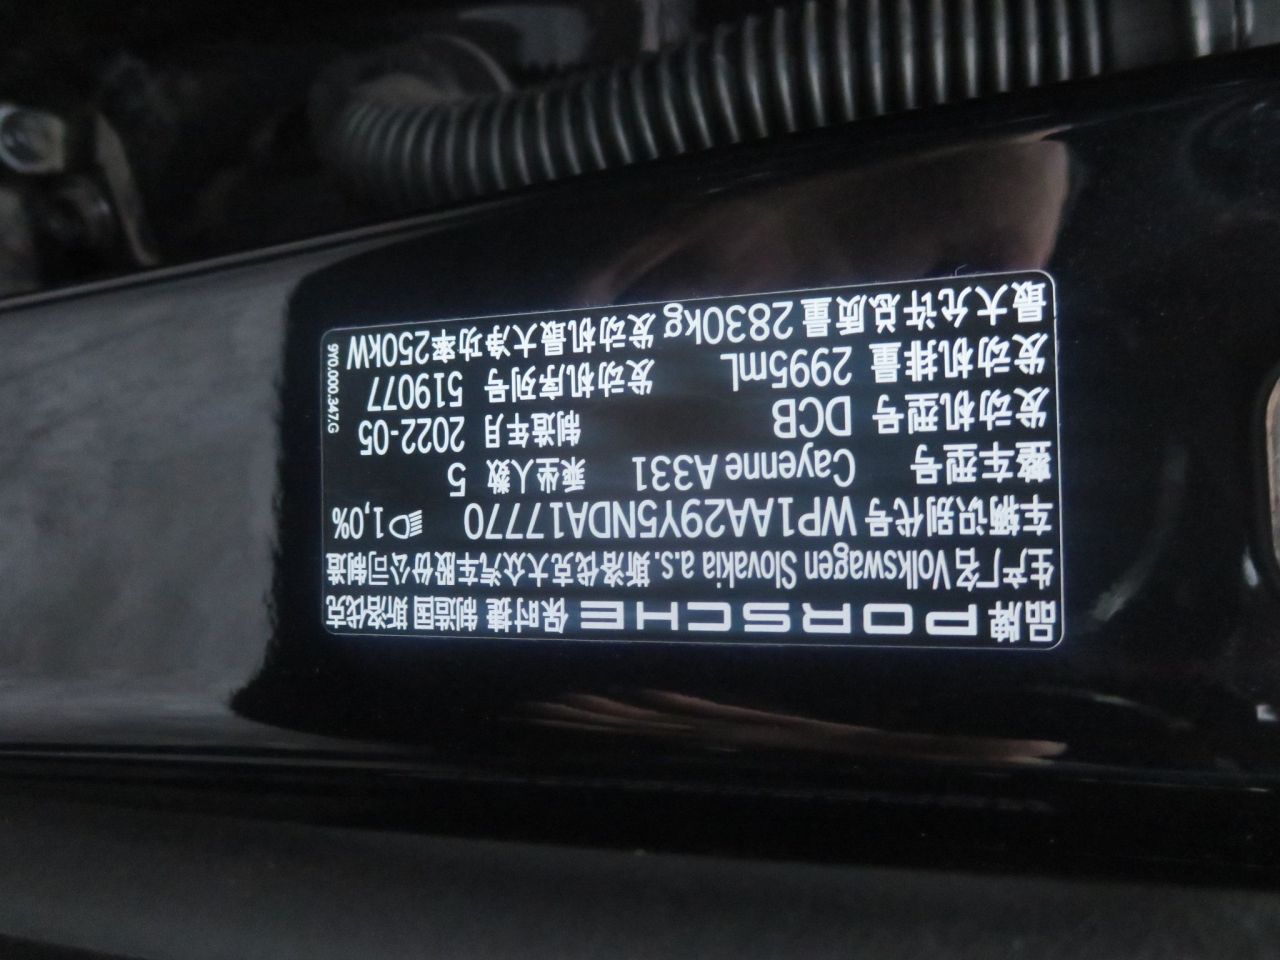 品牌 PORSCHE 保时捷 制造国 斯洛伐克
生产厂名 Volkswagen Slovakia a.s. 斯洛伐克大众汽车股份公司制造
车辆识别代号 WP1AA29Y5NDA17770 1,0%
整车型号 Cayenne A331 乘坐人数 5
发动机型号 DCB 制造年月 2022-05
发动机排量 2995mL 发动机序列号 519077
最大允许总质量 2830kg 发动机最大净功率 250kW
9Y0.000.347.G